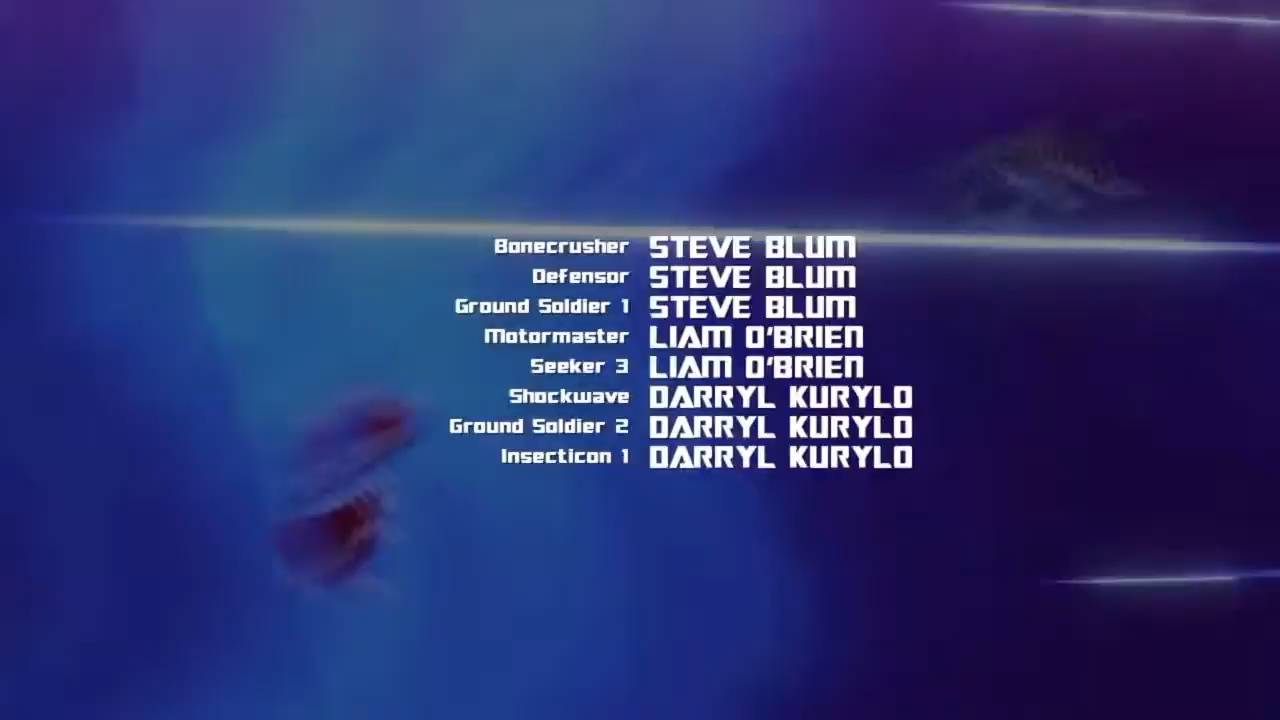 Bonecrusher STEVE BLUM
Defensor STEVE BLUM
Ground Soldier 1 STEVE BLUM
Motormaster LIAM O'BRIEN
Seeker 3 LIAM O'BRIEN
Shockwave DARRYL KURYLO
Ground Soldier 2 DARRYL KURYLO
Insecticon 1 DARRYL KURYLO